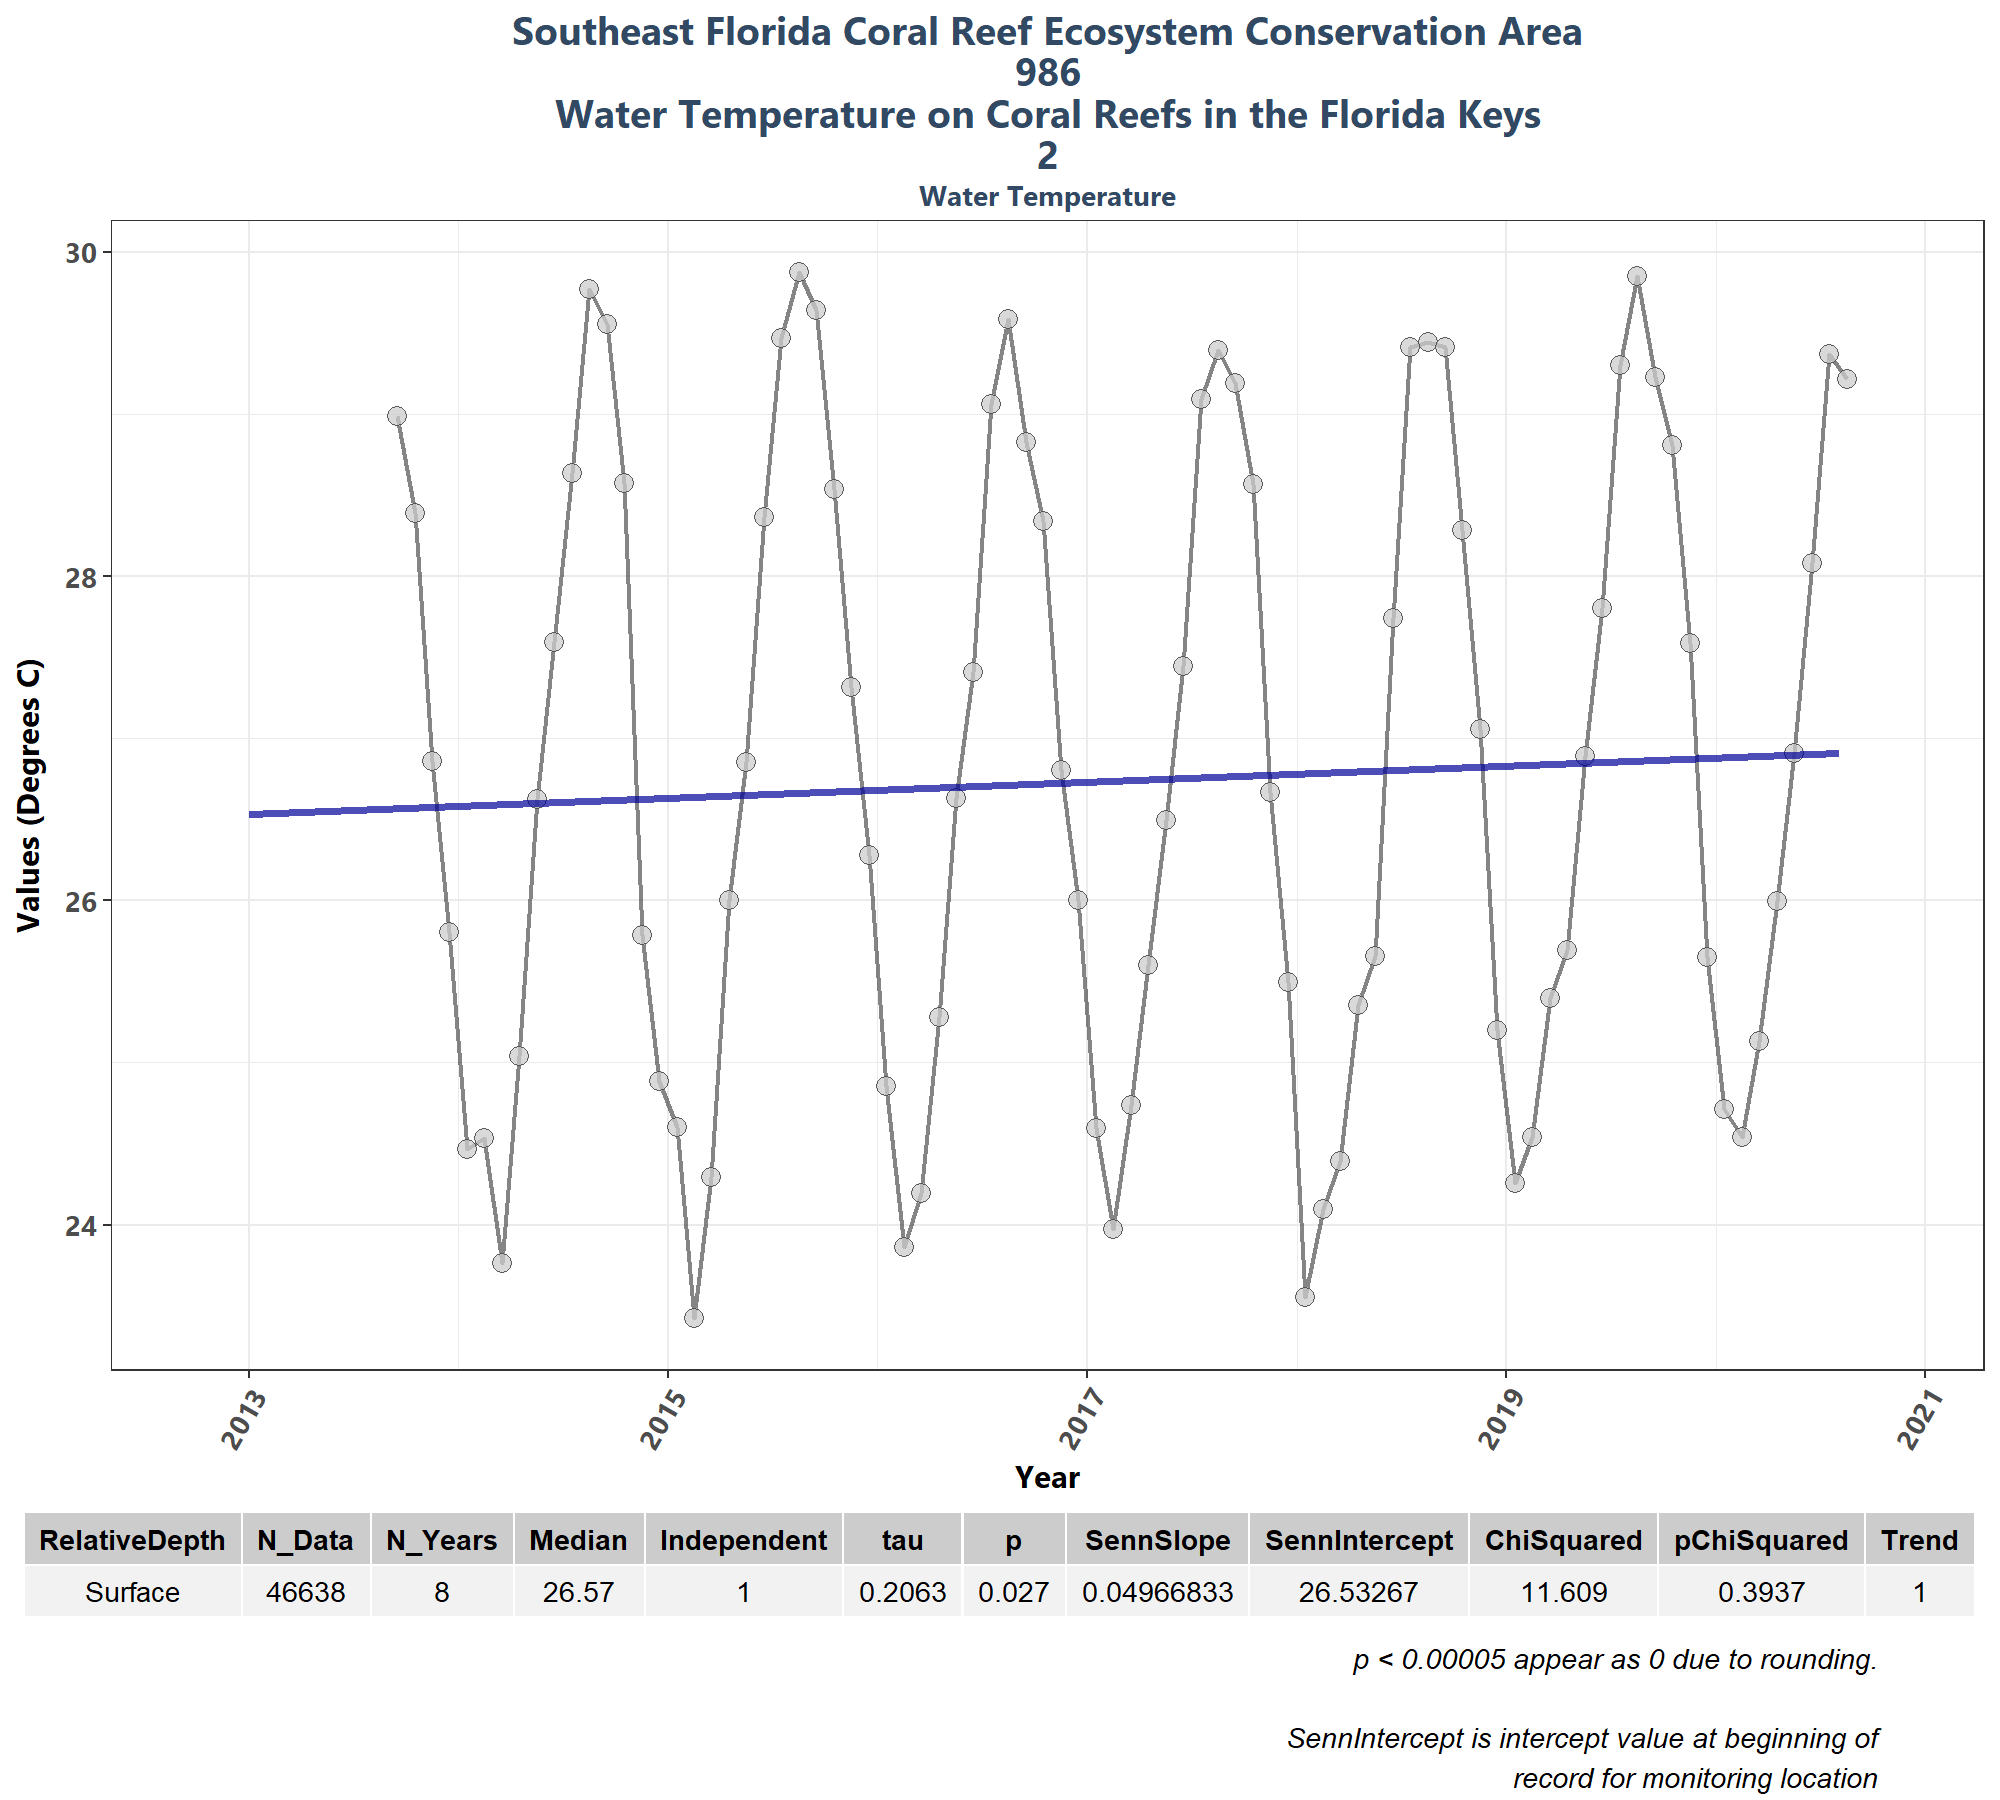 Southeast Florida Coral Reef Ecosystem Conservation Area
986
Water Temperature on Coral Reefs in the Florida Keys
2
Water Temperature
30
28
26
24
Values (Degrees C)
2013 2015 2017 2019 2021
Year
RelativeDepth N_Data N_Years Median Independent tau p SennSlope SennIntercept ChiSquared pChiSquared Trend
Surface 46638 8 26.57 1 0.2063 0.027 0.04966833 26.53267 11.609 0.3937 1
p < 0.00005 appear as 0 due to rounding.
SennIntercept is intercept value at beginning of
record for monitoring location